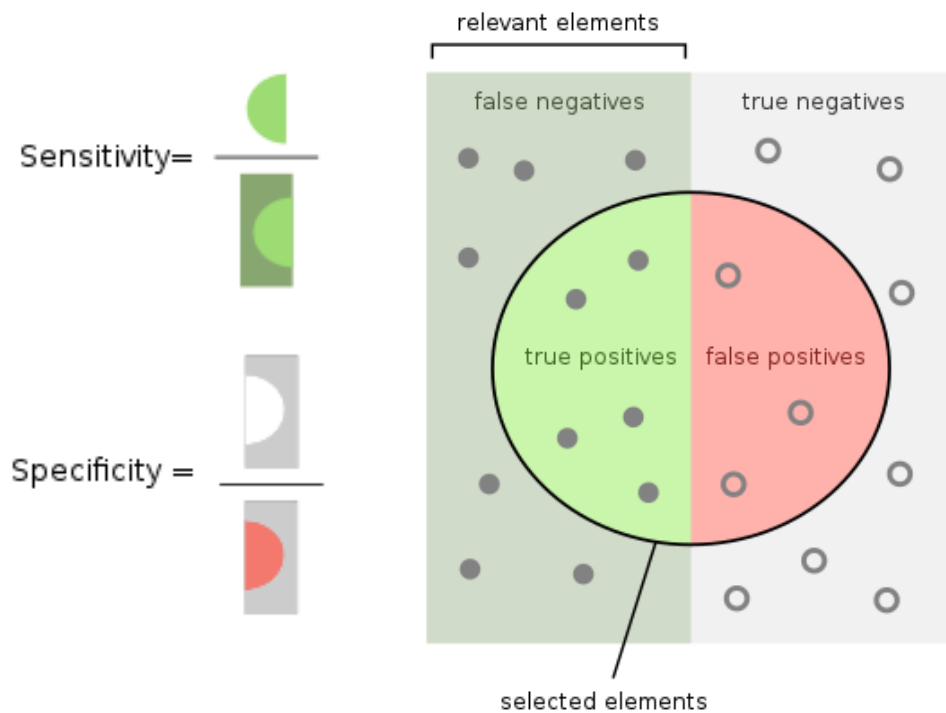 relevant elements
false negatives
true negatives
Sensitivity=
true positives
false positives
Specificity =
selected elements